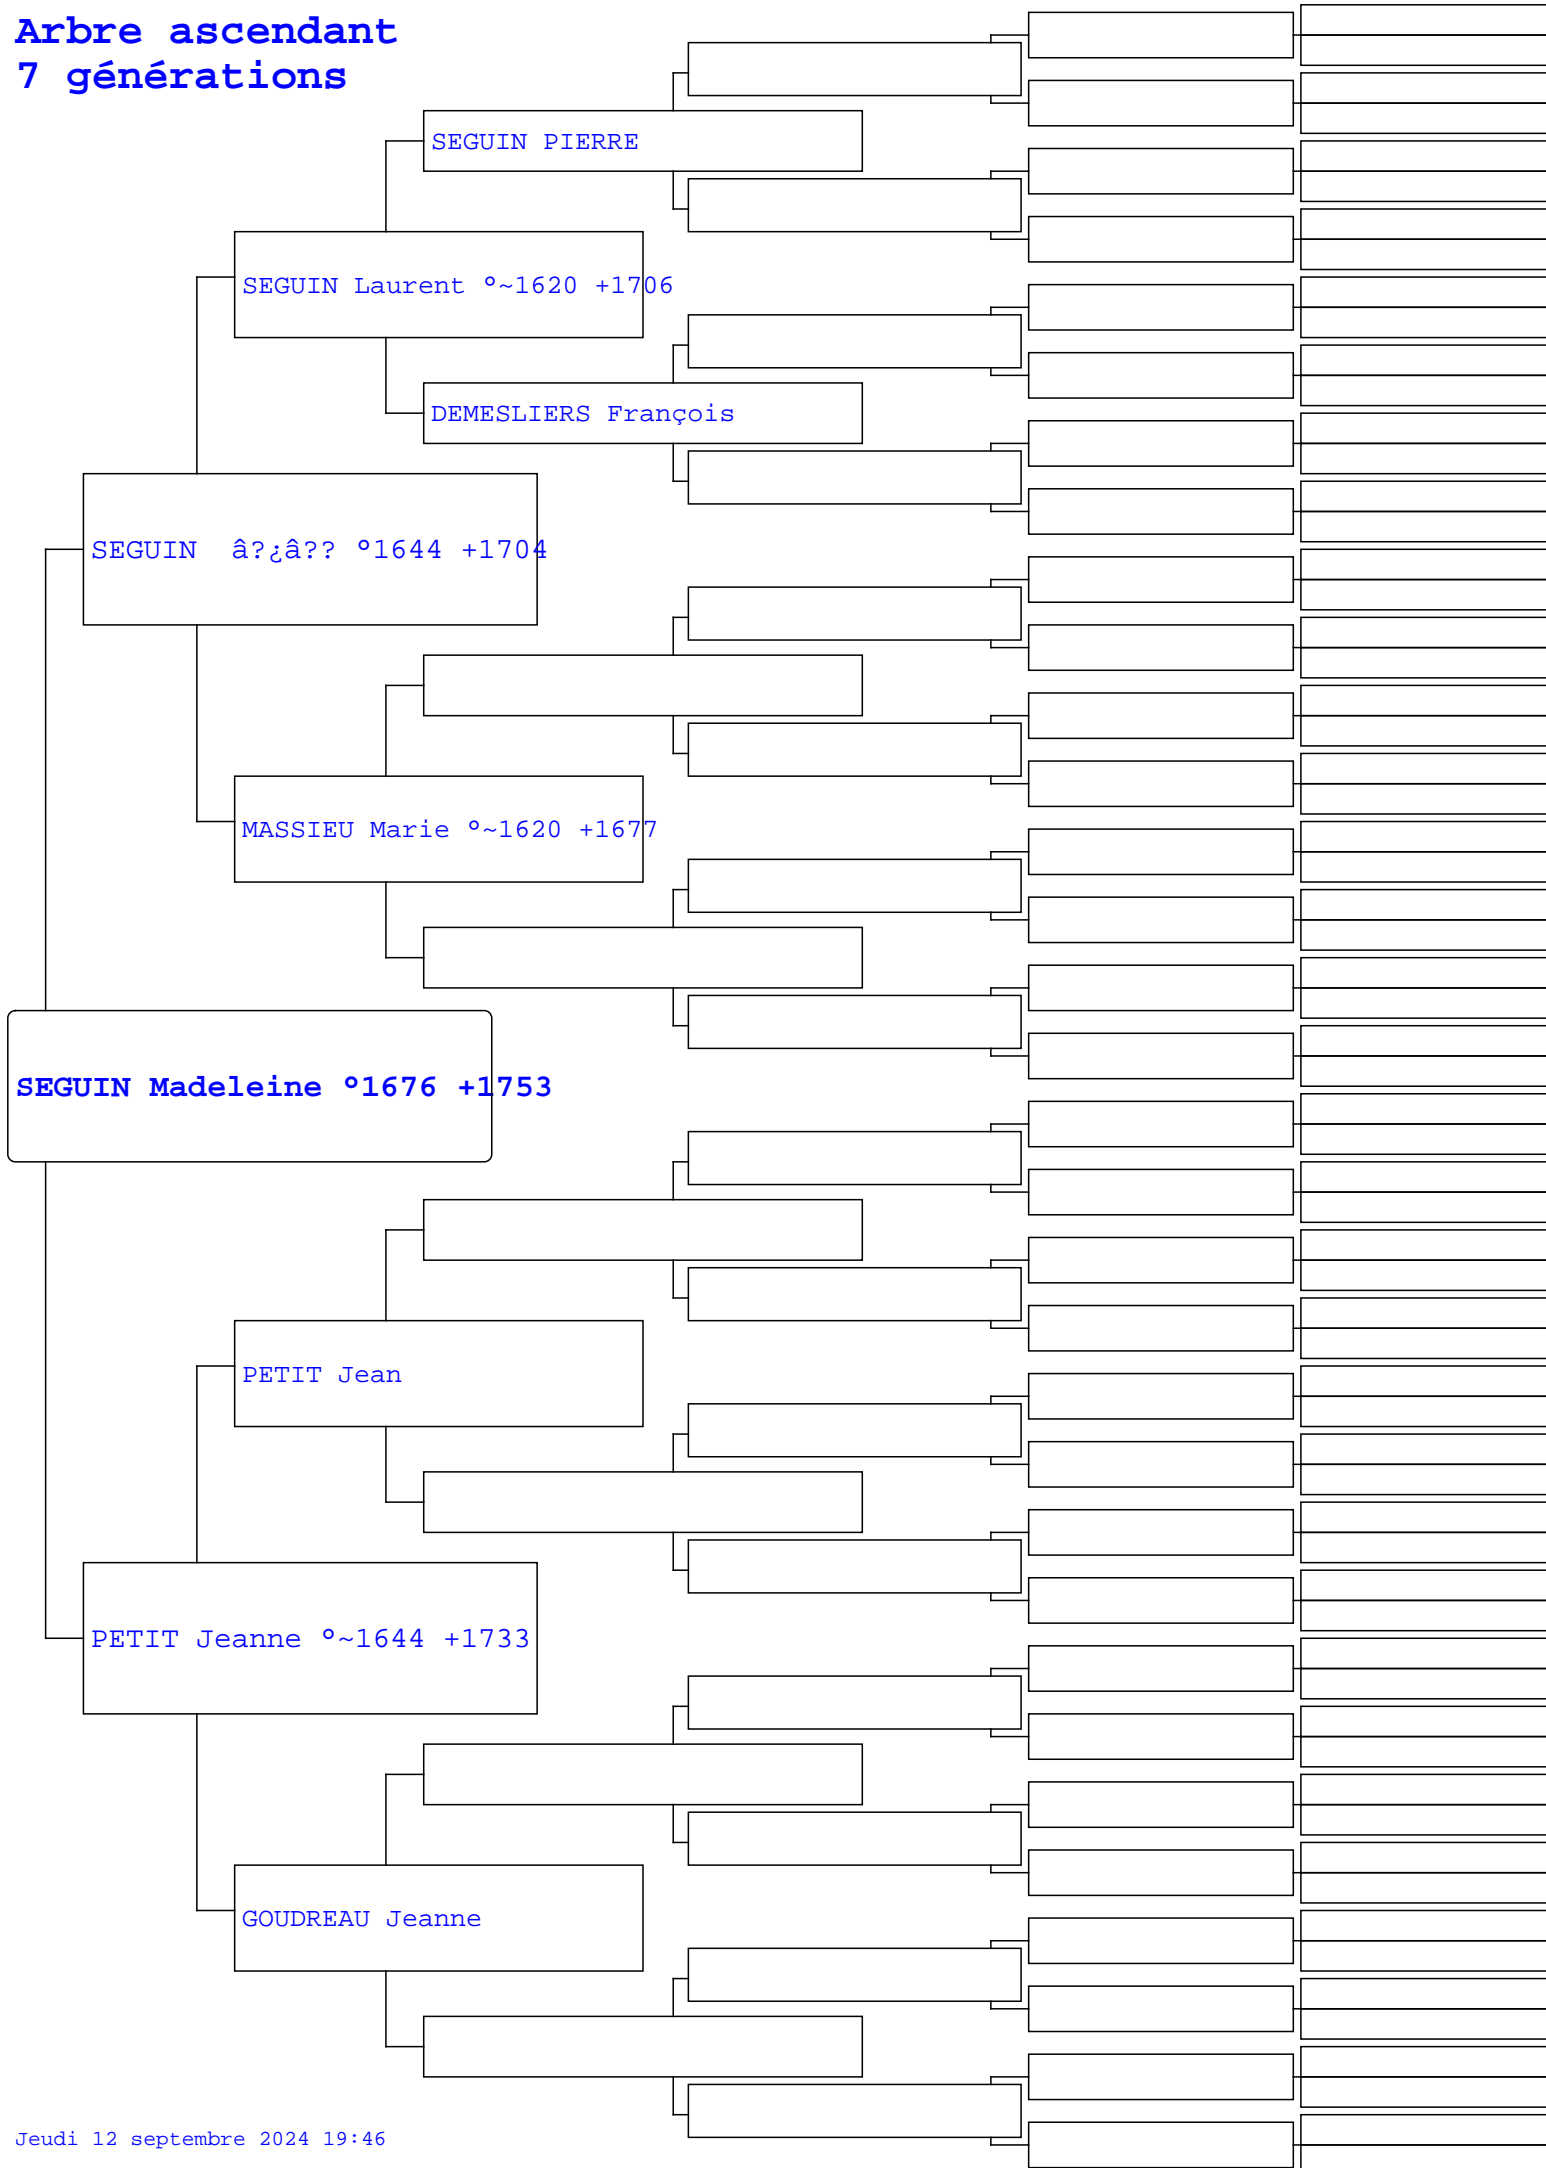 Arbre ascendant
7 générations
SEGUIN PIERRE
SEGUIN Laurent °~1620 +1706
DEMESLIERS François
SEGUIN  â?¿â?? °1644 +1704
MASSIEU Marie °~1620 +1677
SEGUIN Madeleine °1676 +1753
PETIT Jean
PETIT Jeanne °~1644 +1733
GOUDREAU Jeanne
Jeudi 12 septembre 2024 19:46